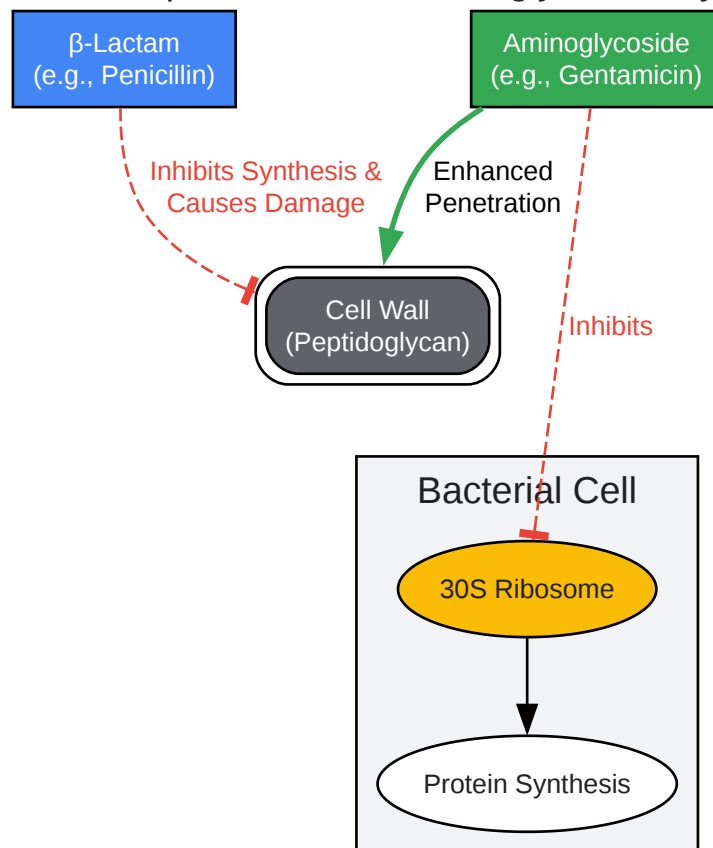 β-Lactam
(e.g., Penicillin)
Aminoglycoside
(e.g., Gentamicin)
Inhibits Synthesis &
Causes Damage
Enhanced
Penetration
Cell Wall
(Peptidoglycan)
Inhibits
Bacterial Cell
30S Ribosome
Protein Synthesis